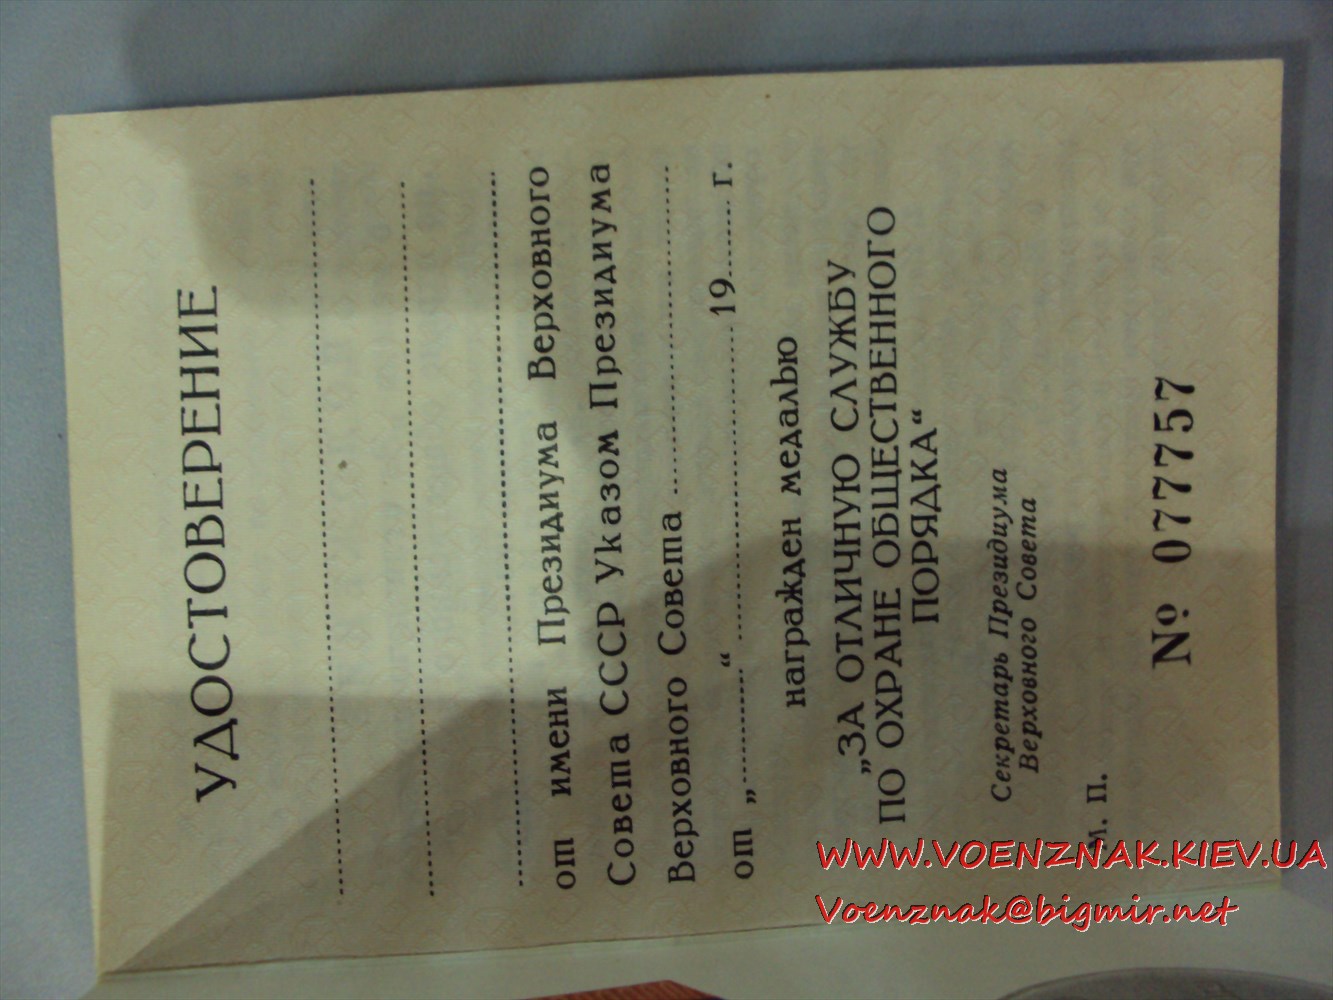 УДОСТОВЕРЕНИЕ
от имени Президиума Верховного
Совета СССР Указом Президиума
Верховного Совета ........................
от „..........“ .............................. 19...... г.
награжден медалью
„ЗА ОТЛИЧНУЮ СЛУЖБУ
ПО ОХРАНЕ ОБЩЕСТВЕННОГО
ПОРЯДКА“
Секретарь Президиума
Верховного Совета
М. П.
№ 077757
WWW.VOENZNAK.KIEV.UA
Voenznak@bigmir.net